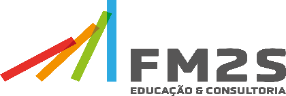 FM2S
EDUCAÇÃO & CONSULTORIA